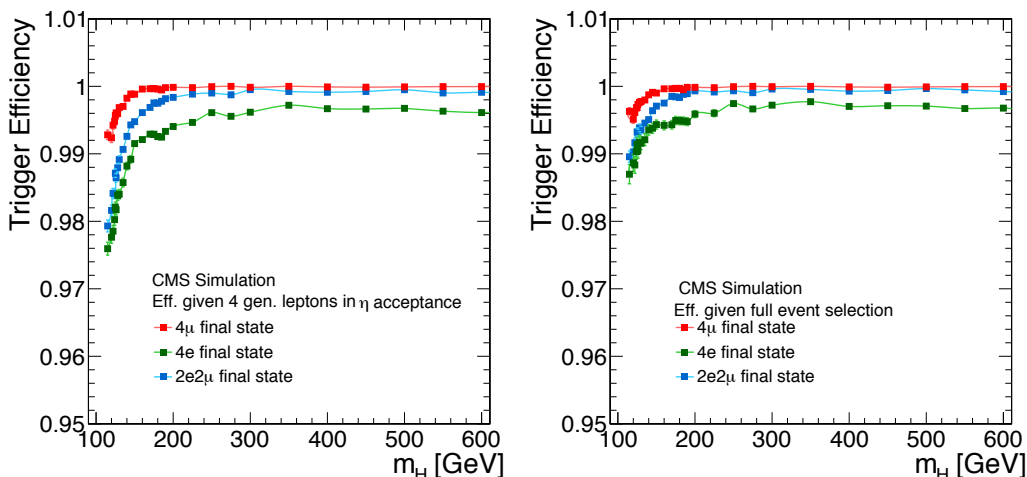 Trigger Efficiency
1.01
1
0.99
0.98
0.97
0.96
0.95
CMS Simulation
Eff. given 4 gen. leptons in η acceptance
4μ final state
4e final state
2e2μ final state
100 200 300 400 500 600
m_H [GeV]
Trigger Efficiency
1.01
1
0.99
0.98
0.97
0.96
0.95
CMS Simulation
Eff. given full event selection
4μ final state
4e final state
2e2μ final state
100 200 300 400 500 600
m_H [GeV]